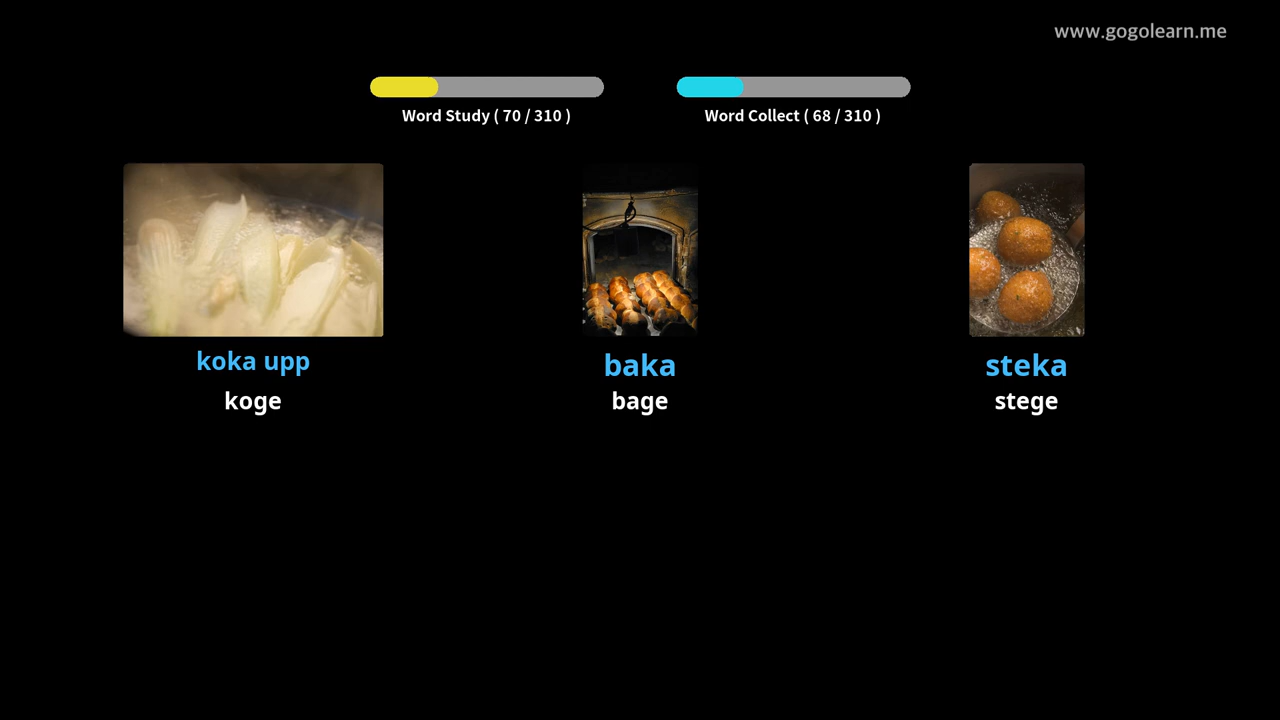 www.gogolearn.me
Word Study ( 70 / 310 )
Word Collect ( 68 / 310 )
koka upp
koge
baka
bage
steka
stege